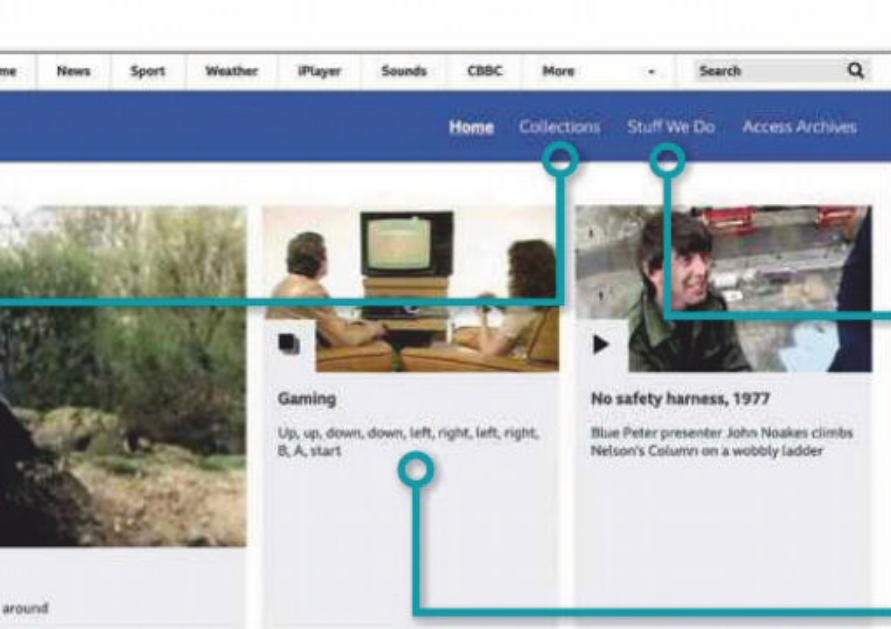 me News Sport Weather iPlayer Sounds CBBC More Search
Home Collections Stuff We Do Access Archives
Gaming
Up, up, down, down, left, right, left, right,
B, A, start
No safety harness, 1977
Blue Peter presenter John Noakes climbs
Nelson's Column on a wobbly ladder
around